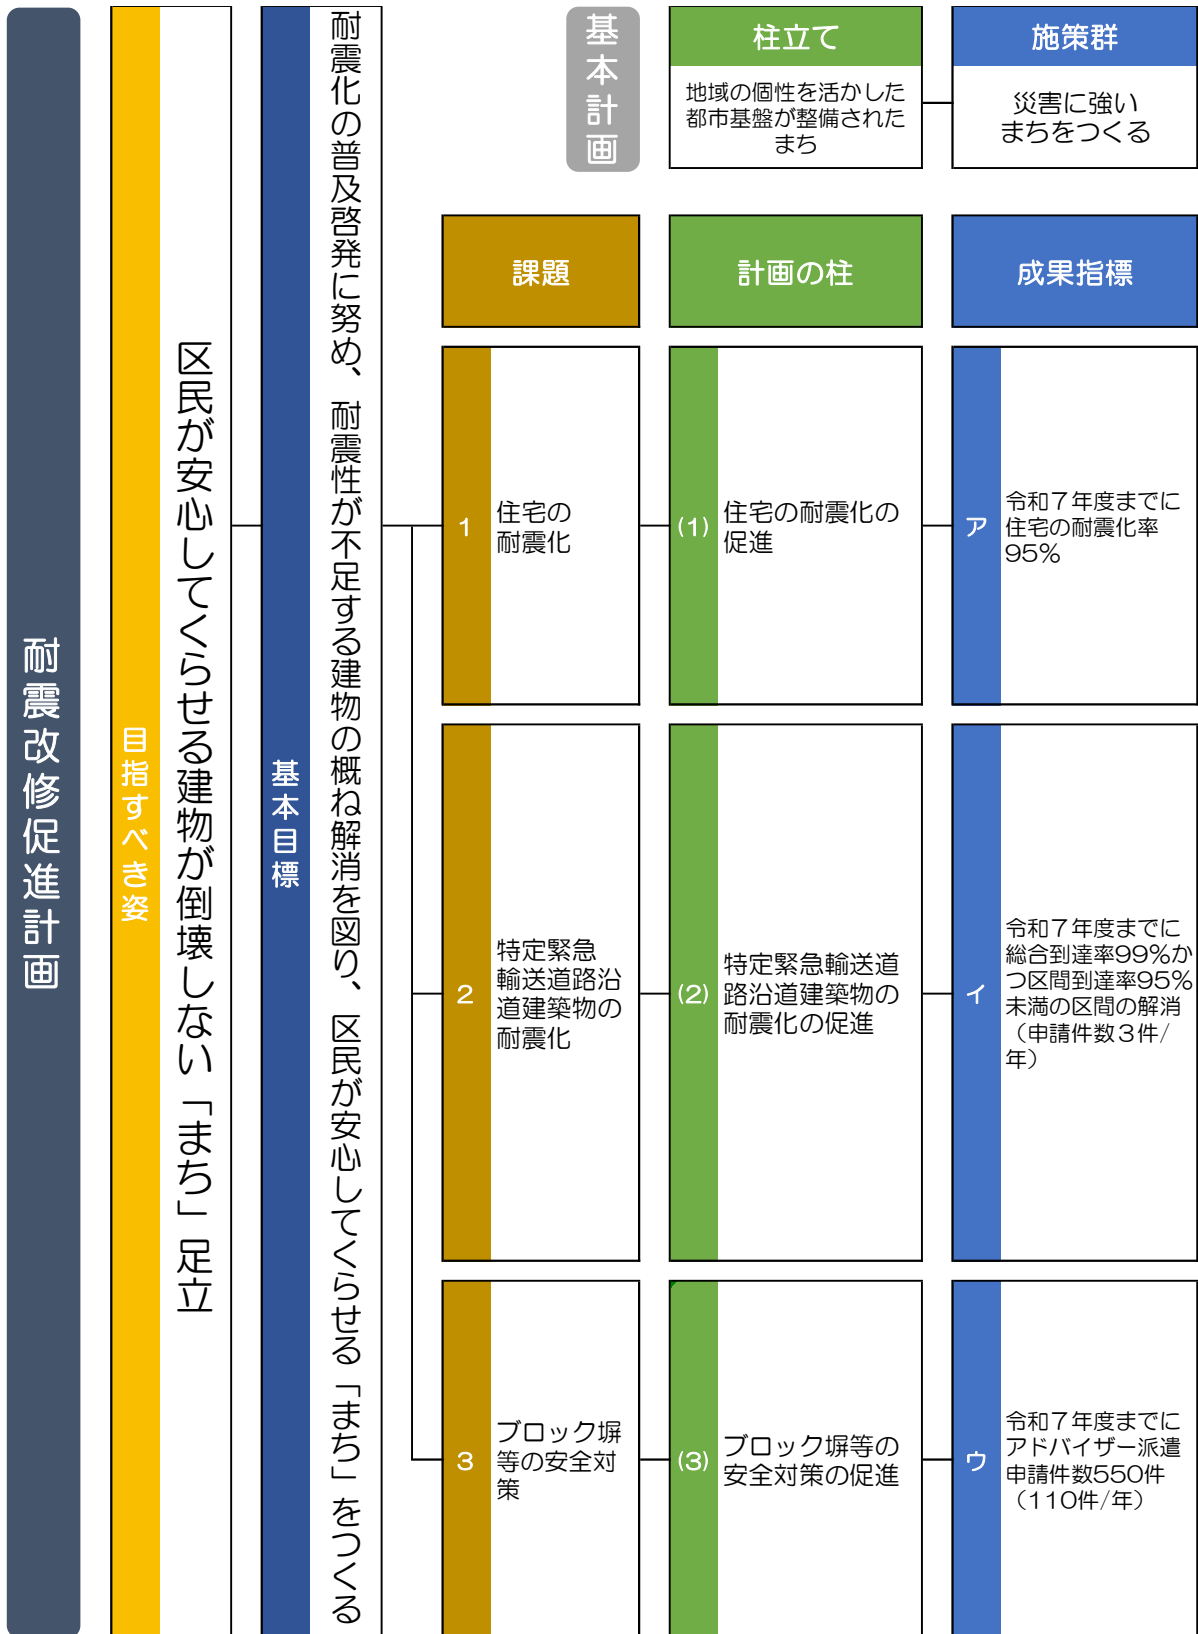 耐震改修促進計画
目指すべき姿
区民が安心してくらせる建物が倒壊しない「まち」足立
基本目標
耐震化の普及啓発に努め、耐震性が不足する建物の概ね解消を図り、区民が安心してくらせる「まち」をつくる
基本計画
柱立て
地域の個性を活かした
都市基盤が整備された
まち
施策群
災害に強い
まちをつくる
課題
計画の柱
成果指標
1
住宅の
耐震化
(1)
住宅の耐震化の
促進
ア
令和７年度までに
住宅の耐震化率
95%
2
特定緊急
輸送道路沿
道建築物の
耐震化
(2)
特定緊急輸送道
路沿道建築物の
耐震化の促進
イ
令和７年度までに
総合到達率99%か
つ区間到達率95%
未満の区間の解消
（申請件数３件/
年）
3
ブロック塀
等の安全対
策
(3)
ブロック塀等の
安全対策の促進
ウ
令和７年度までに
アドバイザー派遣
申請件数550件
（110件/年）